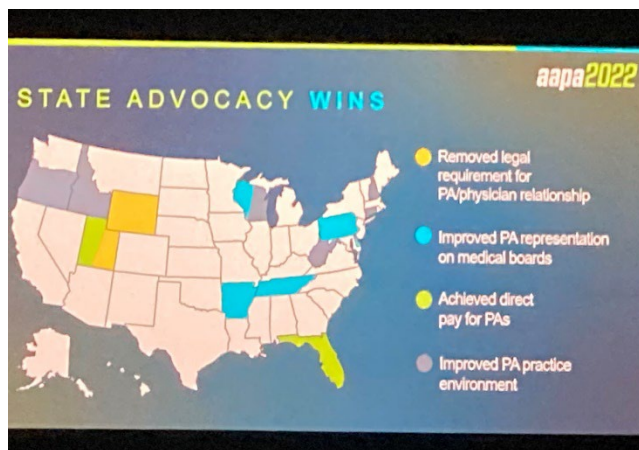 aapa2022
STATE ADVOCACY WINS
Removed legal
requirement for
PA/physician relationship
Improved PA representation
on medical boards
Achieved direct
pay for PAs
Improved PA practice
environment